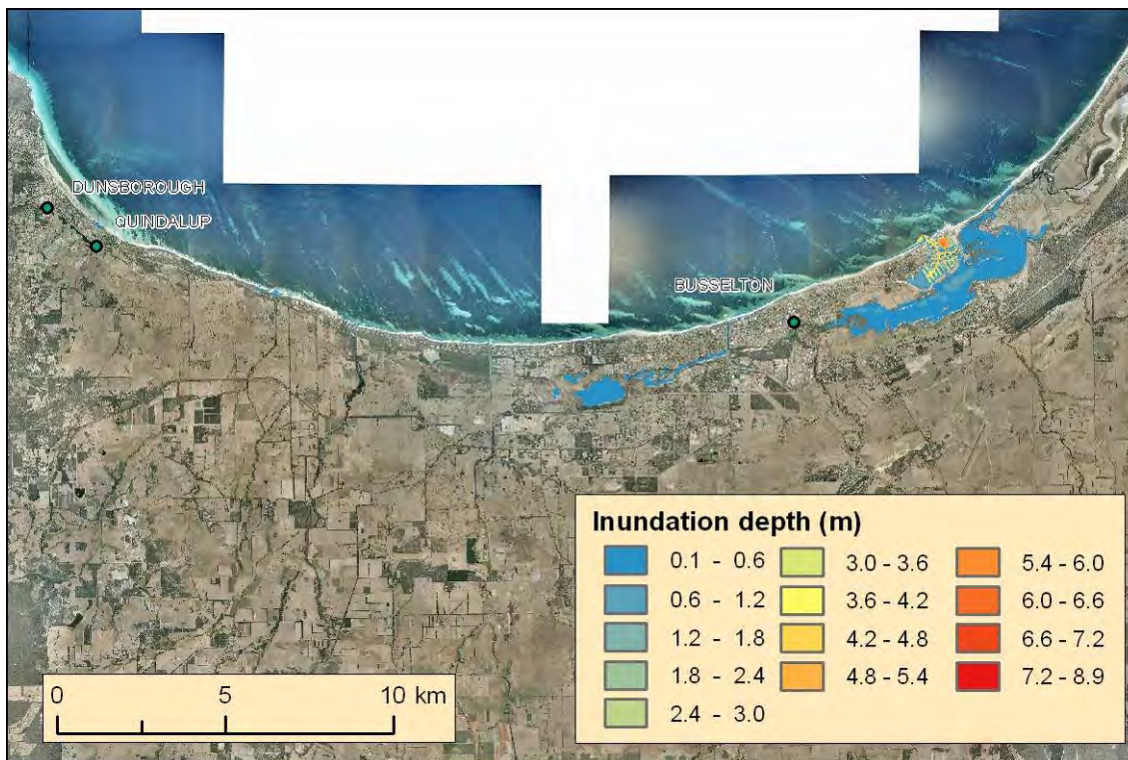 DUNSBOROUGH
QUINDALUP
BUSSELTON
Inundation depth (m)
0.1 - 0.6
0.6 - 1.2
1.2 - 1.8
1.8 - 2.4
2.4 - 3.0
3.0 - 3.6
3.6 - 4.2
4.2 - 4.8
4.8 - 5.4
5.4 - 6.0
6.0 - 6.6
6.6 - 7.2
7.2 - 8.9
0 5 10 km